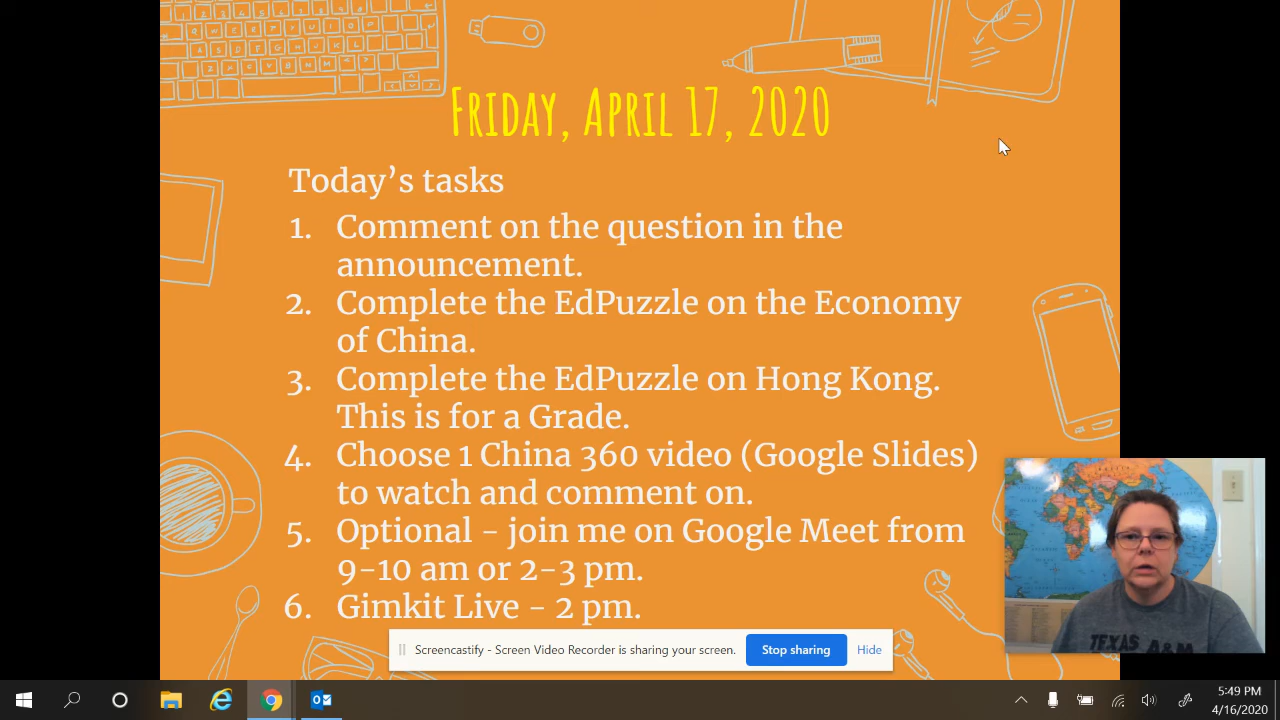 Friday, April 17, 2020
Today's tasks
1. Comment on the question in the
announcement.
2. Complete the EdPuzzle on the Economy
of China.
3. Complete the EdPuzzle on Hong Kong.
This is for a Grade.
4. Choose 1 China 360 video (Google Slides)
to watch and comment on.
5. Optional - join me on Google Meet from
9-10 am or 2-3 pm.
6. Gimkit Live - 2 pm.
TEXAS A&M
Screencastify - Screen Video Recorder is sharing your screen. Stop sharing Hide
5:49 PM
4/16/2020